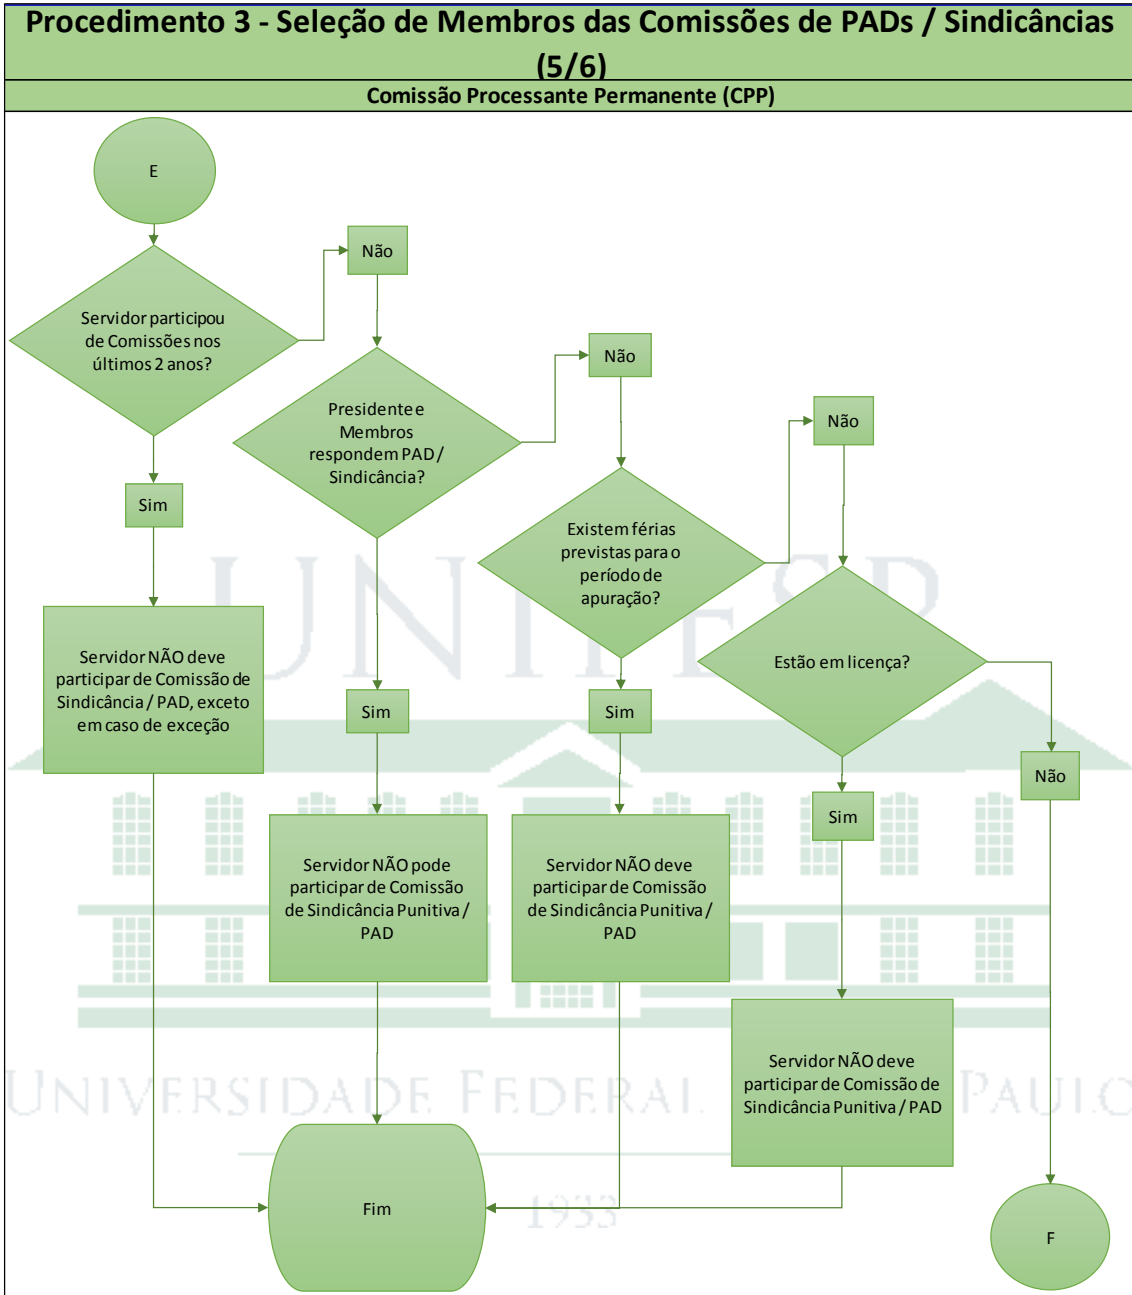 Procedimento 3 - Seleção de Membros das Comissões de PADs / Sindicâncias
(5/6)
Comissão Processante Permanente (CPP)
E
Servidor participou
de Comissões nos
últimos 2 anos?
Não
Sim
Servidor NÃO deve
participar de Comissão de
Sindicância / PAD, exceto
em caso de exceção
Presidente e
Membros
respondem PAD /
Sindicância?
Não
Sim
Servidor NÃO pode
participar de Comissão
de Sindicância Punitiva /
PAD
Existem férias
previstas para o
período de
apuração?
Não
Sim
Servidor NÃO deve
participar de Comissão
de Sindicância Punitiva /
PAD
Estão em licença?
Não
Sim
Servidor NÃO deve
participar de Comissão de
Sindicância Punitiva / PAD
Fim
F
UNIFESP
UNIVERSIDADE FEDERAL PAULO
1933